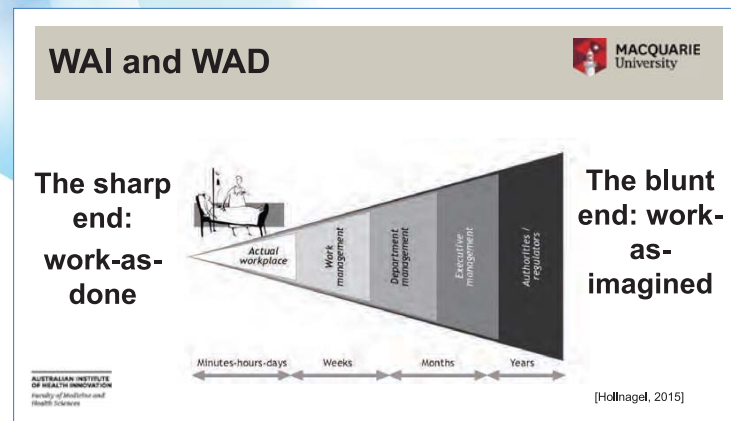 WAI and WAD
MACQUARIE
University
The sharp
end:
work-as-
done
Actual
workplace
Work
management
Department
management
Executive
management
Authorities /
regulators
The blunt
end: work-
as-
imagined
Minutes-hours-days
Weeks
Months
Years
AUSTRALIAN INSTITUTE
OF HEALTH INNOVATION
Faculty of Medicine and
Health Sciences
[Hollnagel, 2015]